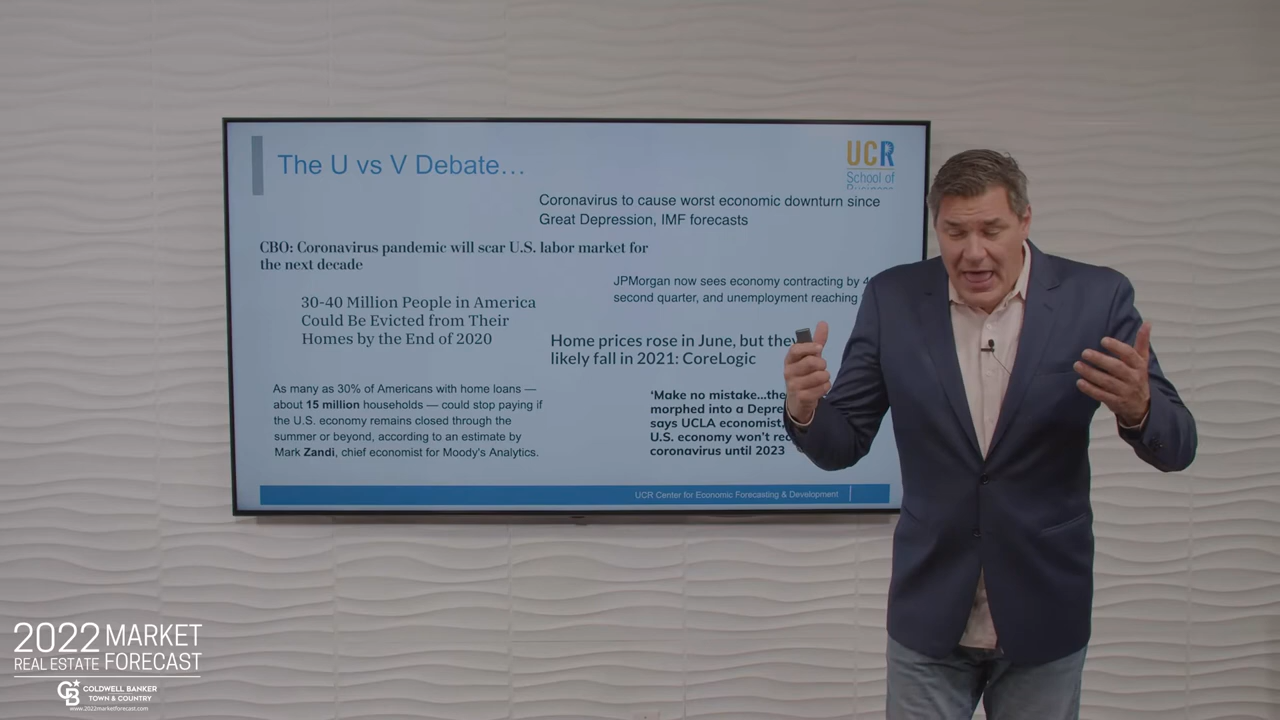 The U vs V Debate…
UCR
School of
Coronavirus to cause worst economic downturn since
Great Depression, IMF forecasts
CBO: Coronavirus pandemic will scar U.S. labor market for
the next decade
JPMorgan now sees economy contracting by
second quarter, and unemployment reaching
30-40 Million People in America
Could Be Evicted from Their
Homes by the End of 2020
Home prices rise in June, but they
likely fall in 2021: CoreLogic
As many as 30% of Americans with home loans —
about 15 million households — could stop paying if
the U.S. economy remains closed through the
summer or beyond, according to an estimate by
Mark Zandi, chief economist for Moody's Analytics.
‘Make no mistake…the
morphed into a
says UCLA economist,
U.S. economy won't
coronavirus until 2023
UCR Center for Economic Forecasting & Development
2022 MARKET
REAL ESTATE FORECAST
CB
COLDWELL BANKER
TOWN & COUNTRY
www.2022marketforecast.com